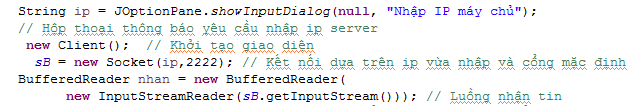 String ip = JOptionPane.showInputDialog(null, "Nhập IP máy chủ");
// Hộp thoại thông báo yêu cầu nhập ip server
new Client(); // Khởi tạo giao diện
sB = new Socket(ip,2222); // Kết nối dựa trên ip vừa nhập và cổng mặc định
BufferedReader nhan = new BufferedReader(
new InputStreamReader(sB.getInputStream())); // Luồng nhận tin